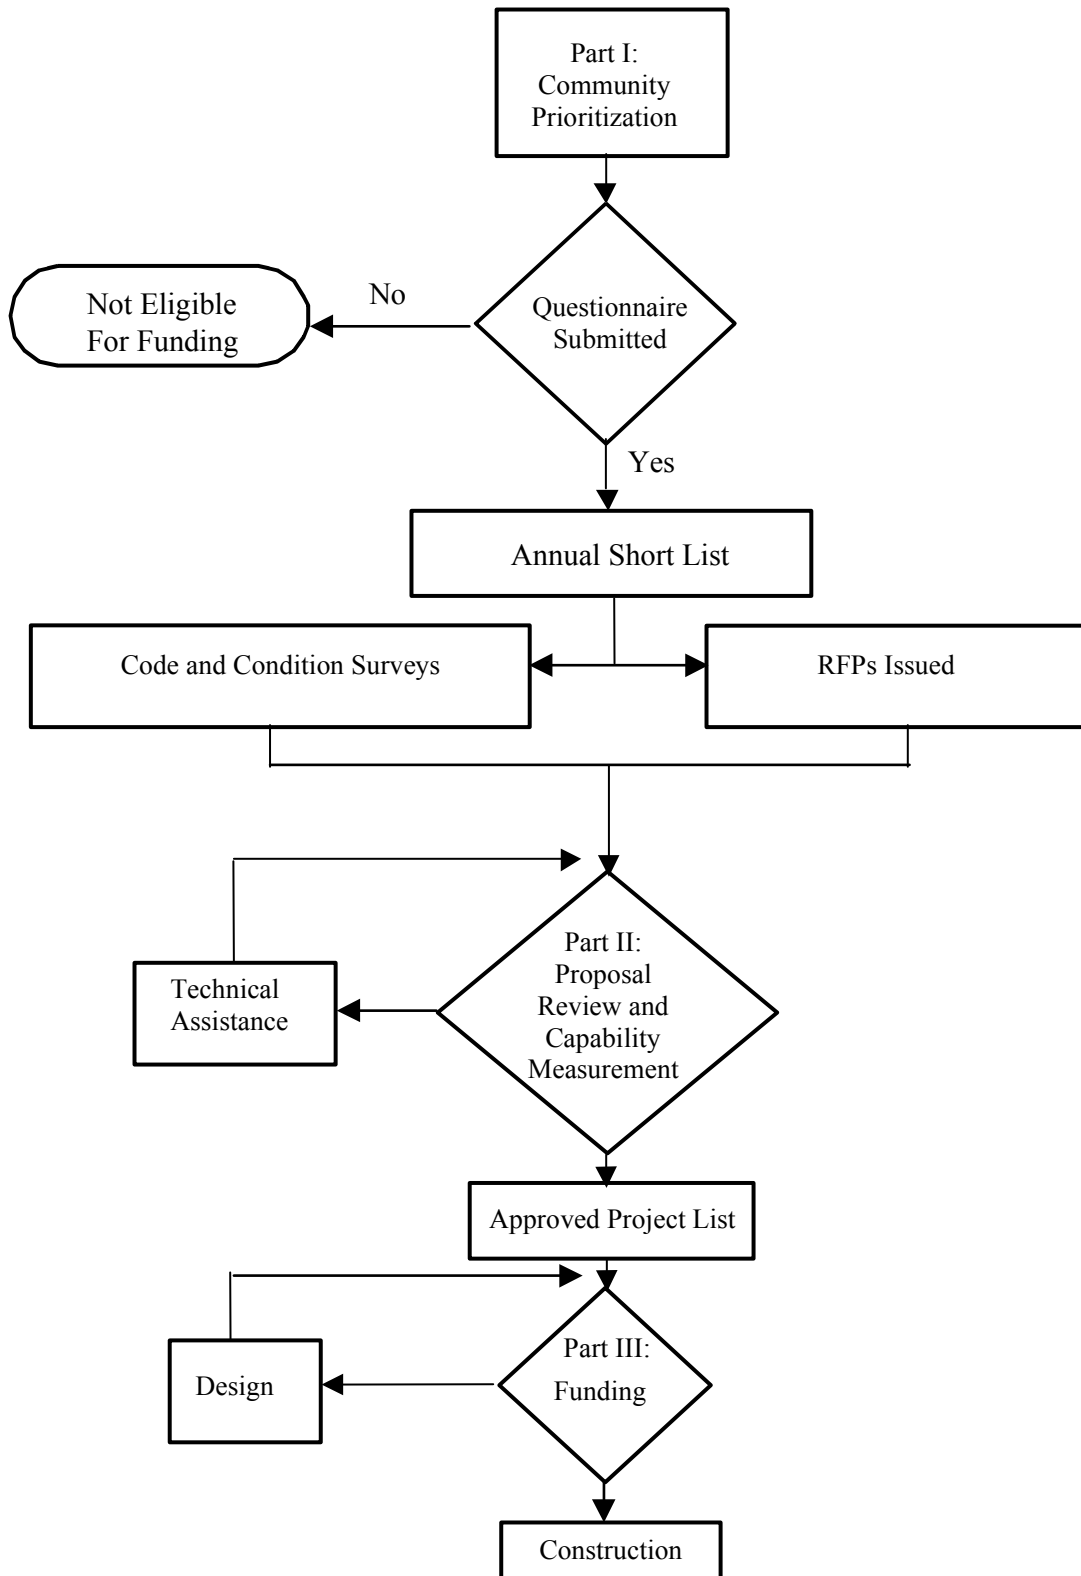 Part I:
Community
Prioritization
Questionnaire
Submitted
No
Not Eligible
For Funding
Yes
Annual Short List
Code and Condition Surveys
RFPs Issued
Part II:
Proposal
Review and
Capability
Measurement
Technical
Assistance
Approved Project List
Part III:
Funding
Design
Construction